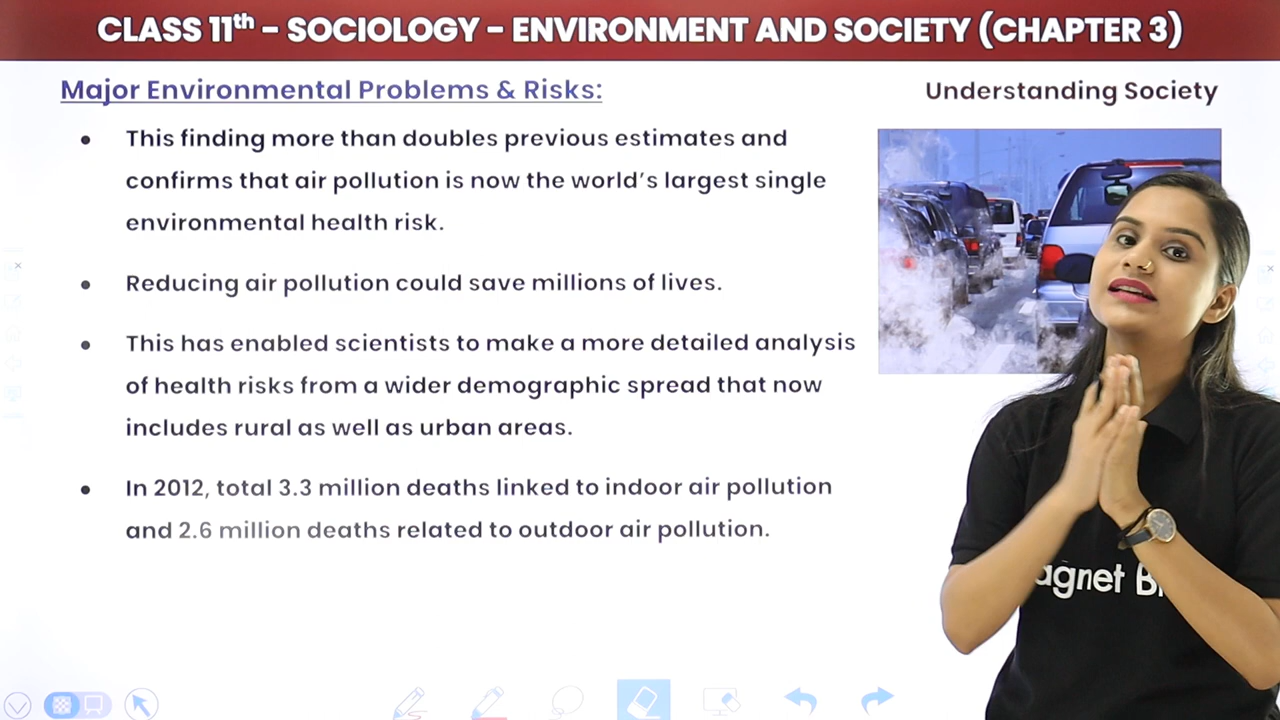 CLASS 11th – SOCIOLOGY – ENVIRONMENT AND SOCIETY (CHAPTER 3)
Major Environmental Problems & Risks:
Understanding Society
• This finding more than doubles previous estimates and
confirms that air pollution is now the world's largest single
environmental health risk.
• Reducing air pollution could save millions of lives.
• This has enabled scientists to make a more detailed analysis
of health risks from a wider demographic spread that now
includes rural as well as urban areas.
• In 2012, total 3.3 million deaths linked to indoor air pollution
and 2.6 million deaths related to outdoor air pollution.